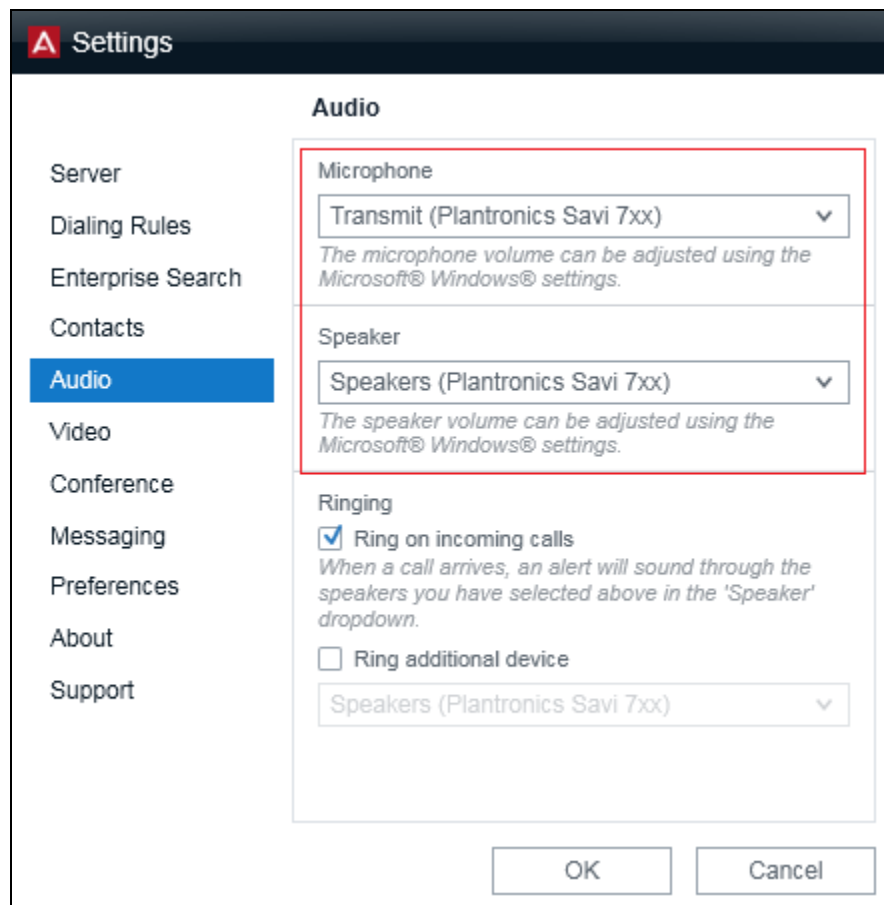 Settings
Audio
Server
Dialing Rules
Enterprise Search
Contacts
Audio
Video
Conference
Messaging
Preferences
About
Support
Microphone
Transmit (Plantronics Savi 7xx)
The microphone volume can be adjusted using the
Microsoft® Windows® settings.
Speaker
Speakers (Plantronics Savi 7xx)
The speaker volume can be adjusted using the
Microsoft® Windows® settings.
Ringing
Ring on incoming calls
When a call arrives, an alert will sound through the
speakers you have selected above in the 'Speaker'
dropdown.
Ring additional device
Speakers (Plantronics Savi 7xx)
OK
Cancel